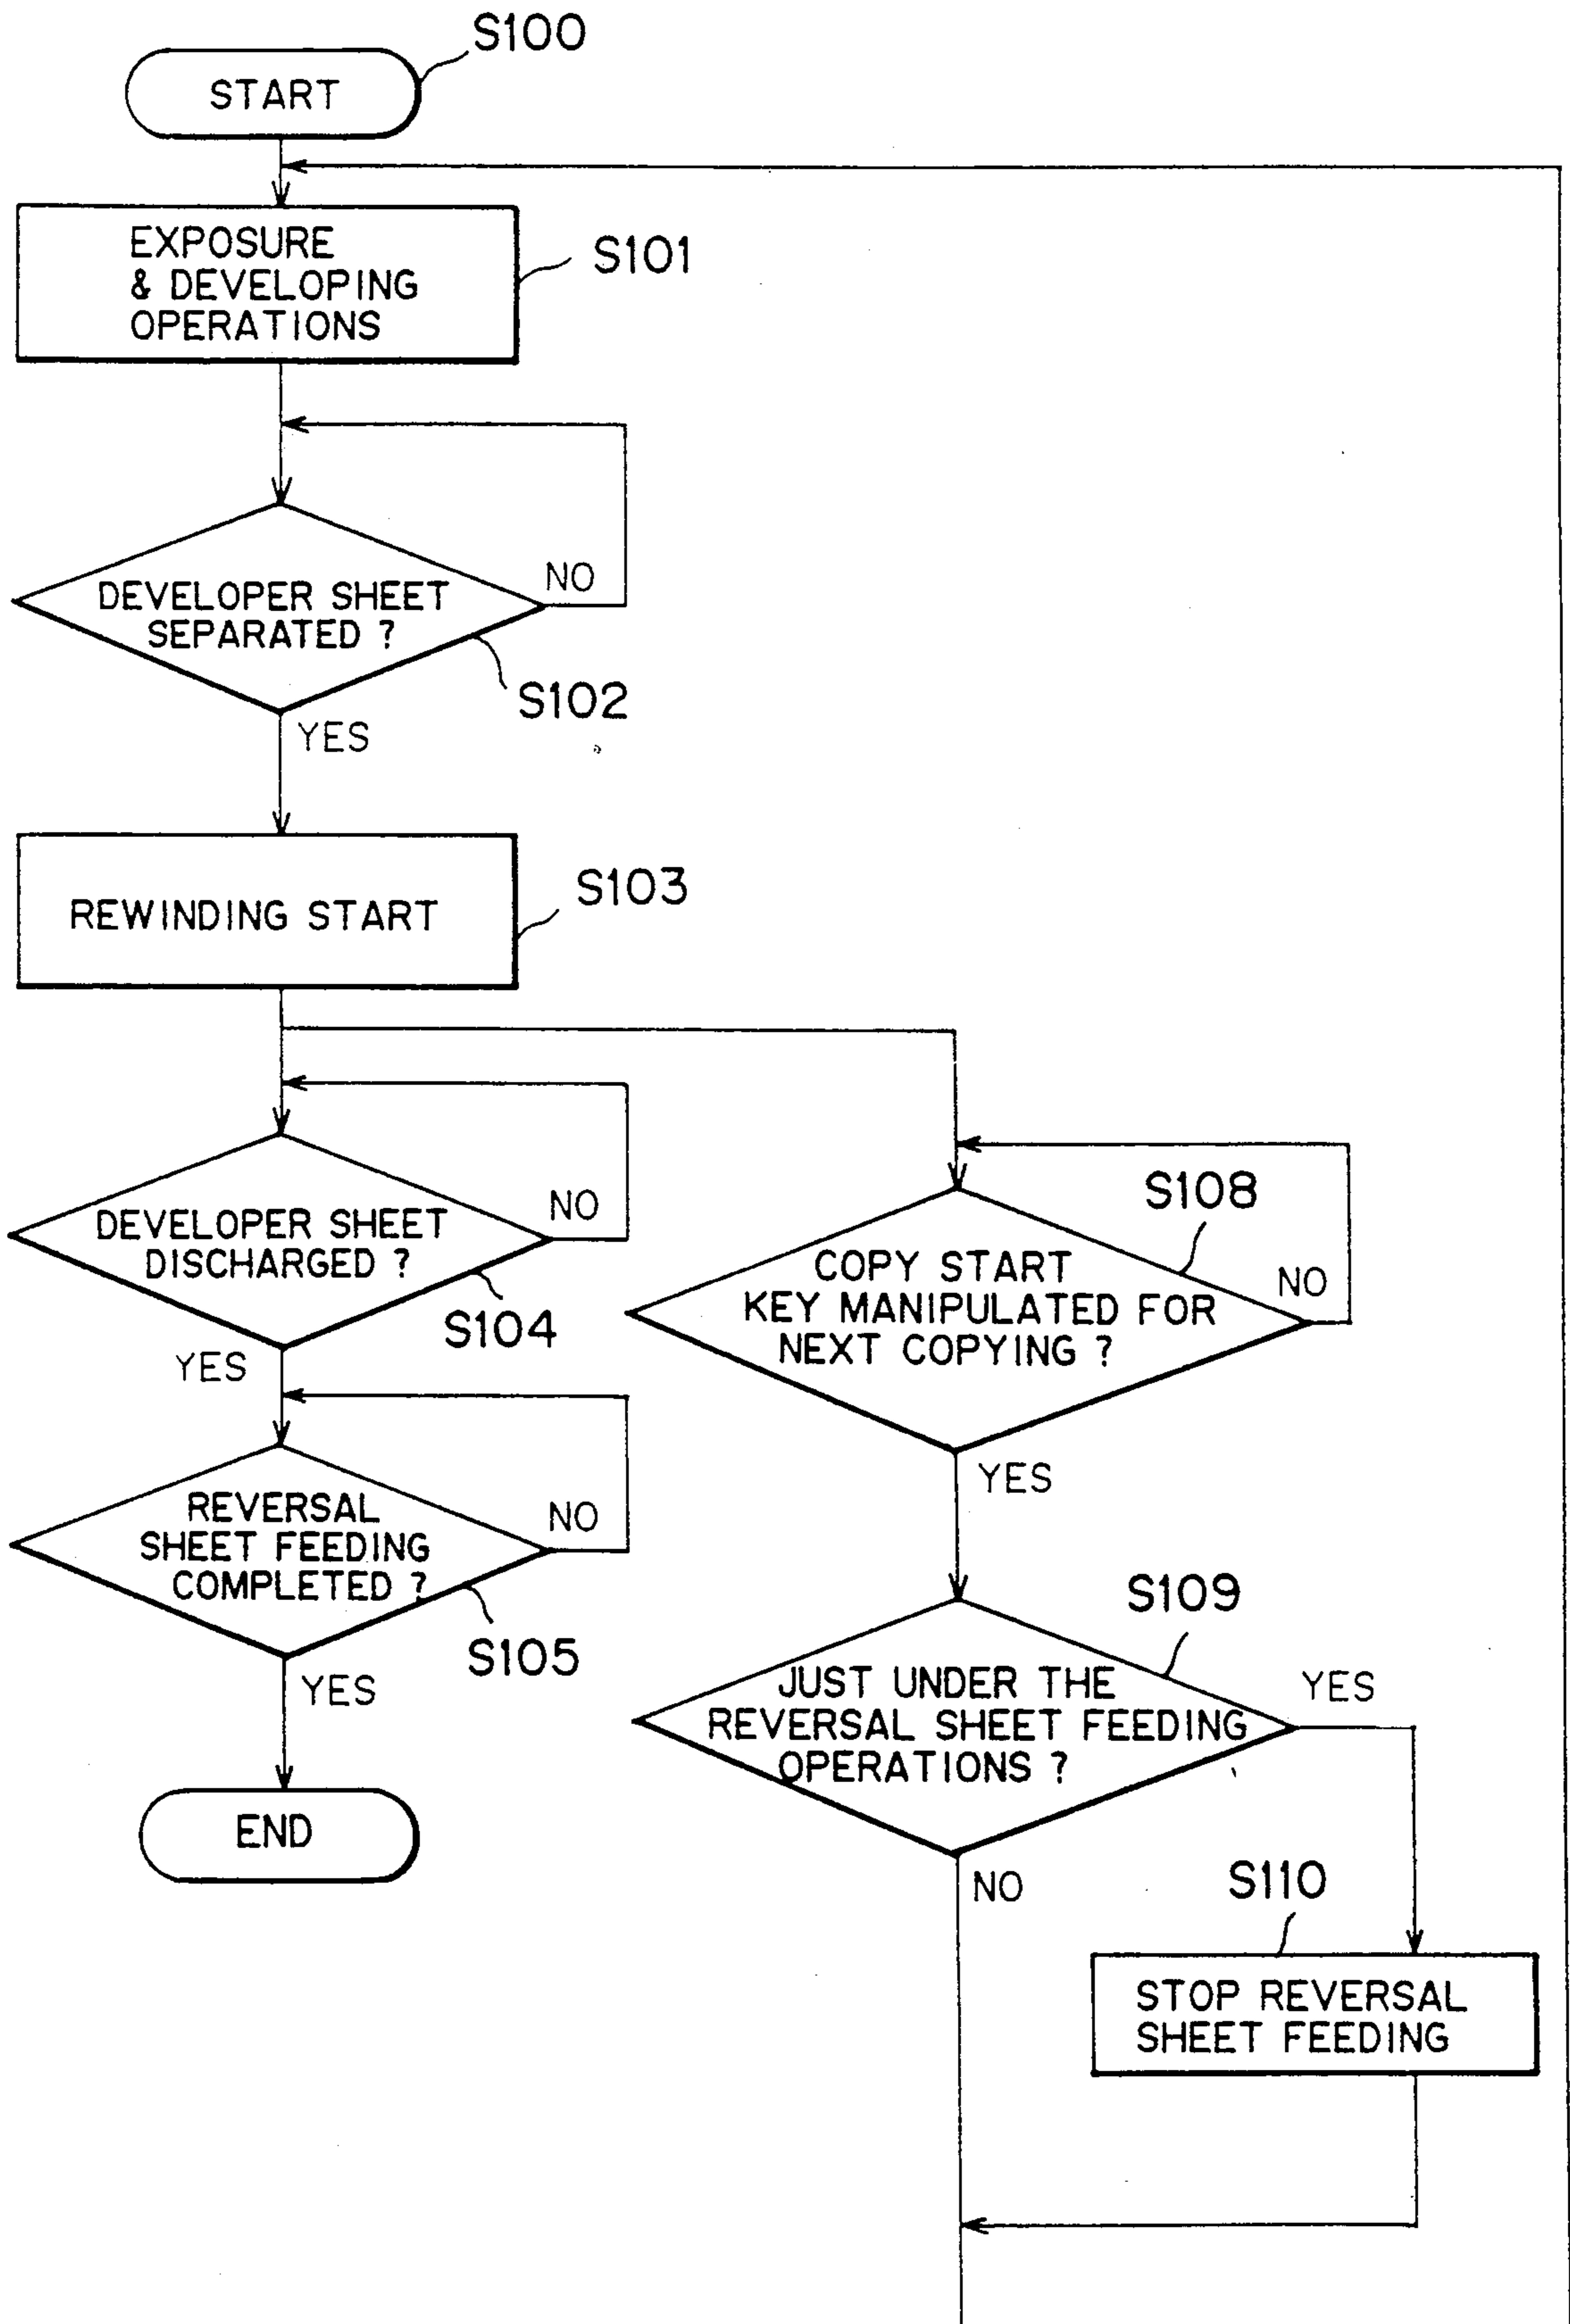 S100
START
EXPOSURE
& DEVELOPING
OPERATIONS
S101
DEVELOPER SHEET
SEPARATED ?
NO
S102
YES
REWINDING START
S103
DEVELOPER SHEET
DISCHARGED ?
NO
S104
YES
REVERSAL
SHEET FEEDING
COMPLETED ?
NO
S105
YES
END
S108
COPY START
KEY MANIPULATED FOR
NEXT COPYING ?
NO
YES
S109
JUST UNDER THE
REVERSAL SHEET FEEDING
OPERATIONS ?
YES
NO
S110
STOP REVERSAL
SHEET FEEDING